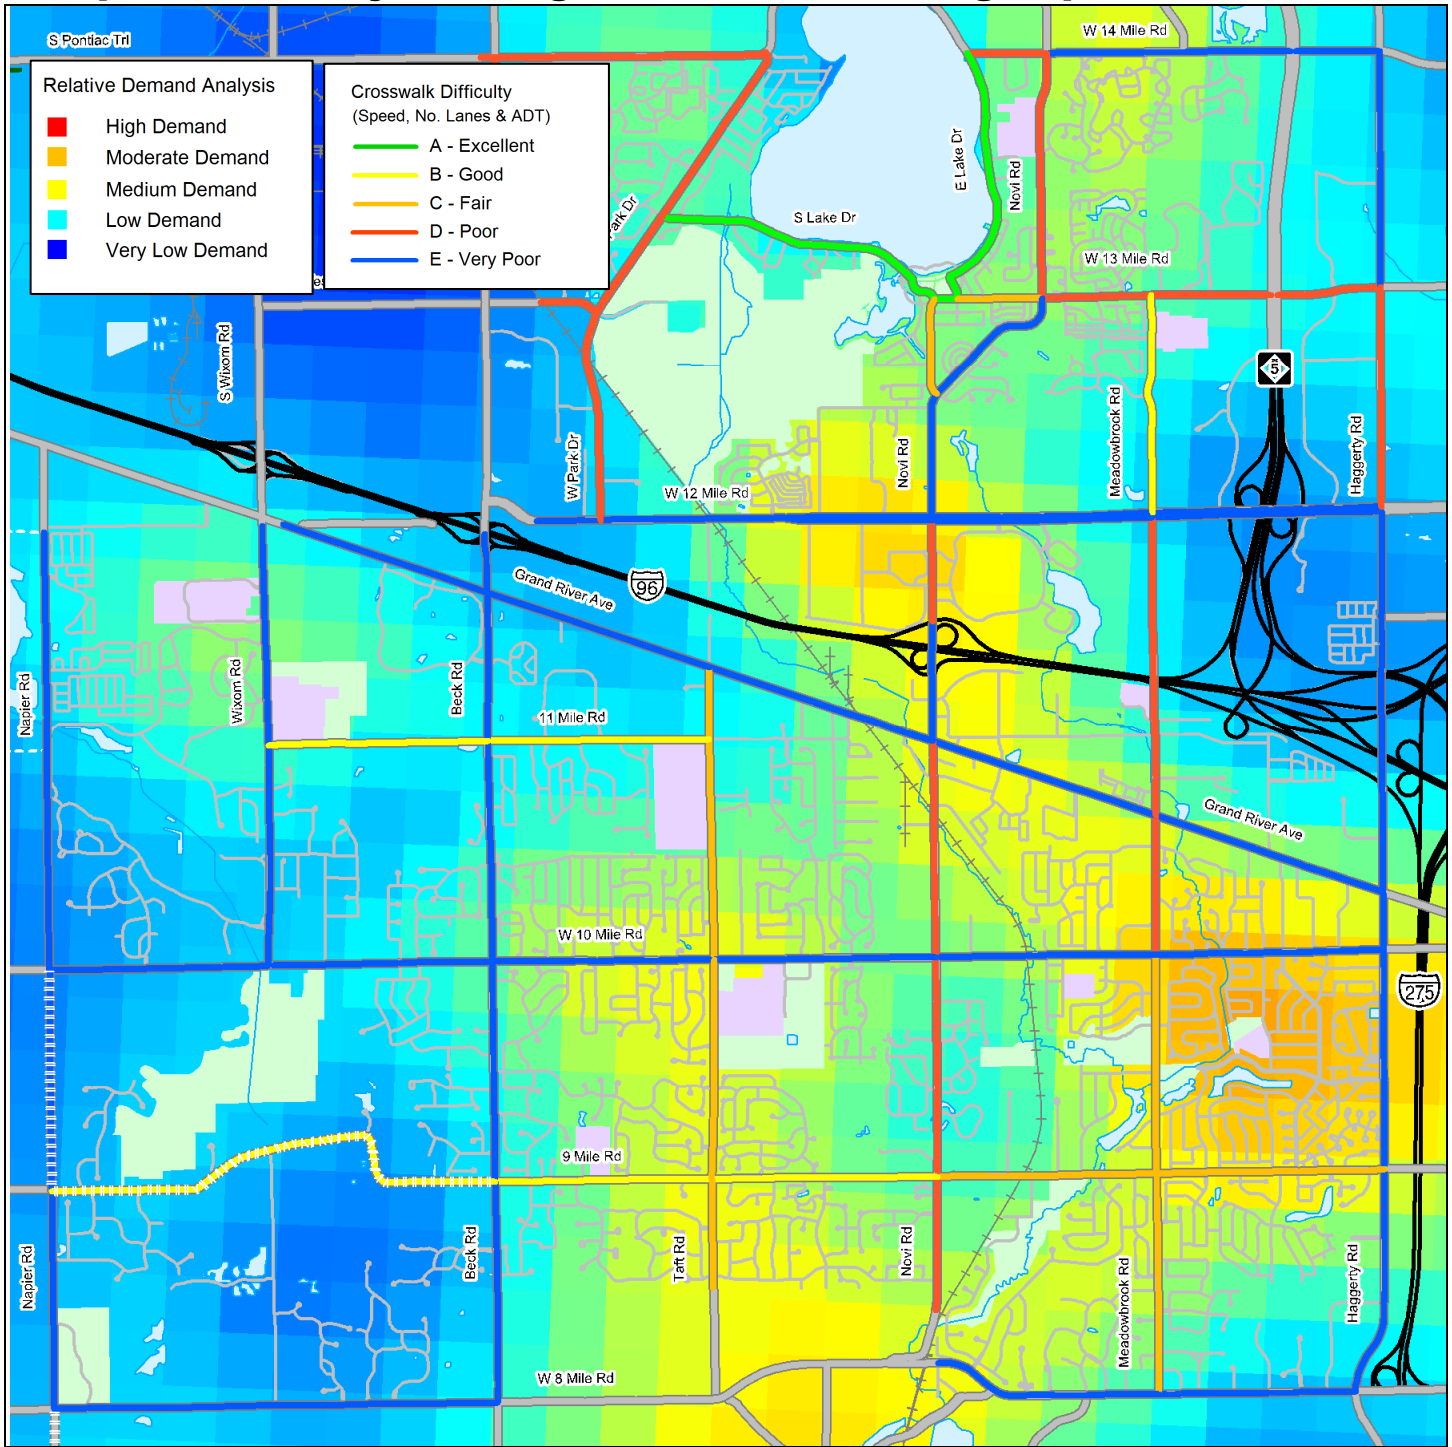 S Pontiac Trl
W 14 Mile Rd
Relative Demand Analysis
High Demand
Moderate Demand
Medium Demand
Low Demand
Very Low Demand
Crosswalk Difficulty
(Speed, No. Lanes & ADT)
A - Excellent
B - Good
C - Fair
D - Poor
E - Very Poor
E Lake Dr
Novi Rd
Park Dr
S Lake Dr
W 13 Mile Rd
S Wixom Rd
M
5
Meadowbrook Rd
Haggerty Rd
W Park Dr
Novi Rd
W 12 Mile Rd
Grand River Ave
96
Napier Rd
Wixom Rd
Beck Rd
11 Mile Rd
Grand River Ave
W 10 Mile Rd
275
9 Mile Rd
Napier Rd
Beck Rd
Taft Rd
Novi Rd
Meadowbrook Rd
Haggerty Rd
W 8 Mile Rd